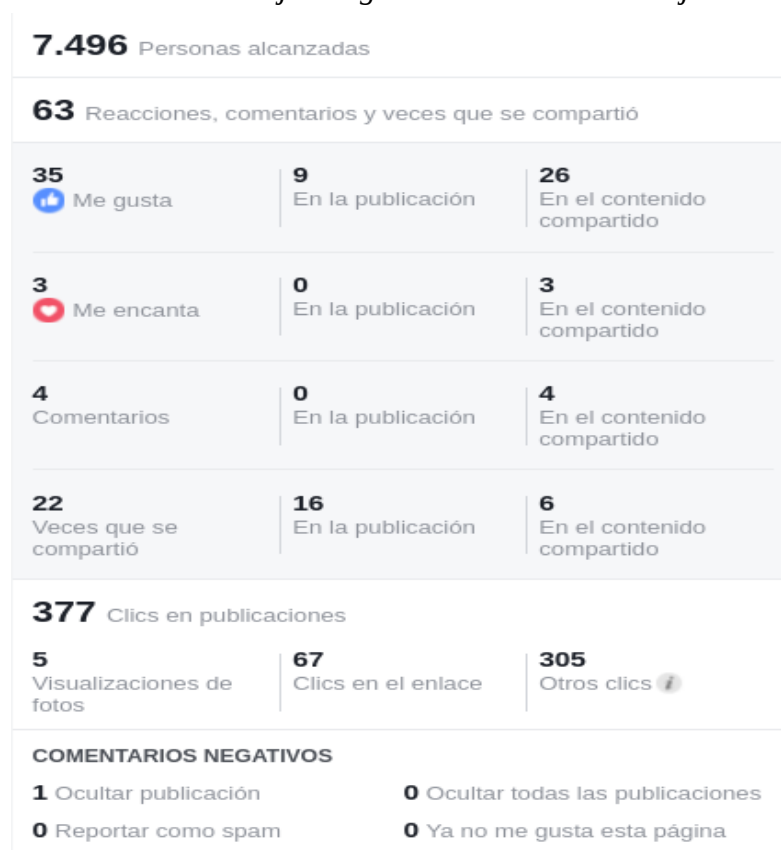 7.496 Personas alcanzadas
63 Reacciones, comentarios y veces que se compartió
35
Me gusta
9
En la publicación
26
En el contenido
compartido
3
Me encanta
0
En la publicación
3
En el contenido
compartido
4
Comentarios
0
En la publicación
4
En el contenido
compartido
22
Veces que se
compartió
16
En la publicación
6
En el contenido
compartido
377 Clics en publicaciones
5
Visualizaciones de
fotos
67
Clics en el enlace
305
Otros clics i
COMENTARIOS NEGATIVOS
1 Ocultar publicación
0 Ocultar todas las publicaciones
0 Reportar como spam
0 Ya no me gusta esta página